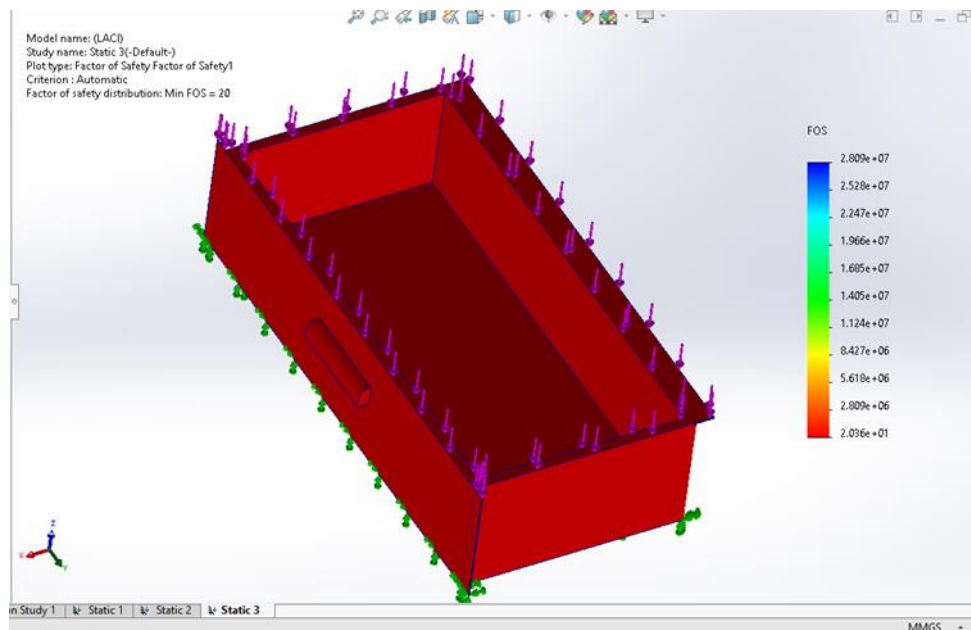 Model name: (LACI)
Study name: Static 3(-Default-)
Plot type: Factor of Safety Factor of Safety1
Criterion : Automatic
Factor of safety distribution: Min FOS = 20
FOS
2.809e+07
2.528e+07
2.247e+07
1.966e+07
1.685e+07
1.405e+07
1.124e+07
8.427e+06
5.618e+06
2.809e+06
2.036e+01
Z
X
Y
n Study 1 Static 1 Static 2 Static 3
MMGS